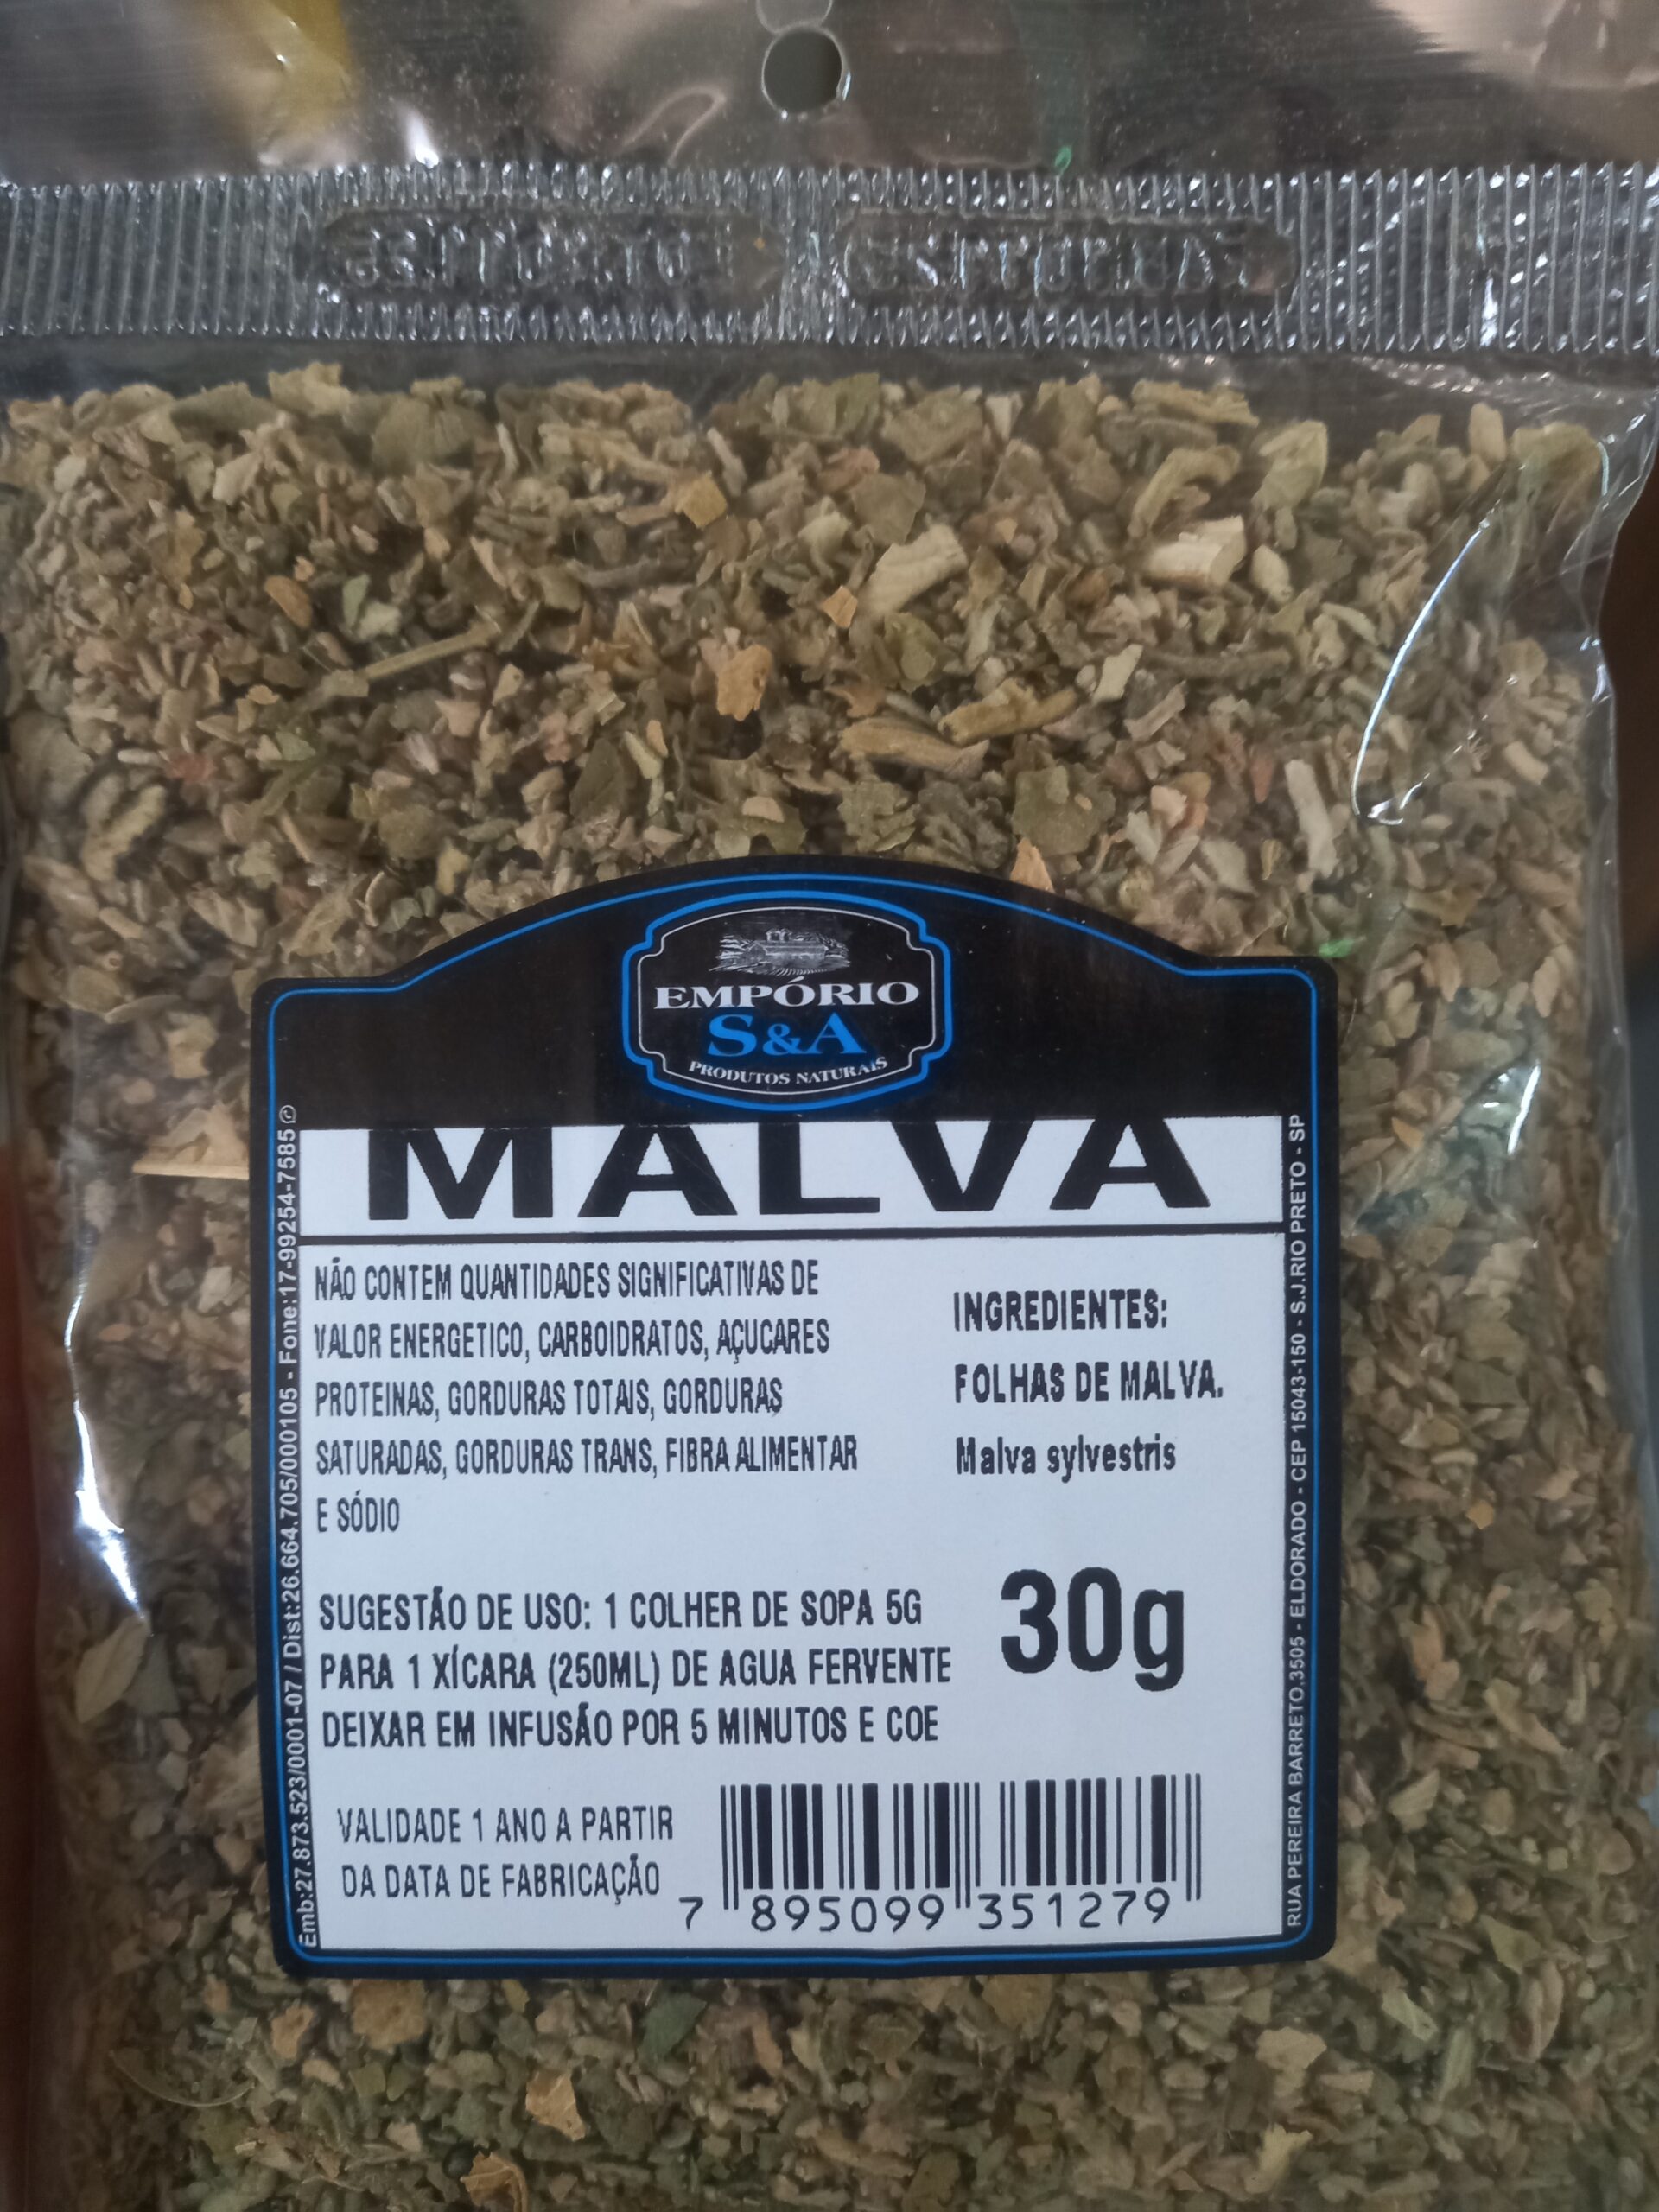 EMPÓRIO
S&A
PRODUTOS NATURAIS
MALVA
NÃO CONTEM QUANTIDADES SIGNIFICATIVAS DE
VALOR ENERGETICO, CARBOIDRATOS, AÇUCARES
PROTEINAS, GORDURAS TOTAIS, GORDURAS
SATURADAS, GORDURAS TRANS, FIBRA ALIMENTAR
E SÓDIO
INGREDIENTES:
FOLHAS DE MALVA.
Malva sylvestris
SUGESTÃO DE USO: 1 COLHER DE SOPA 5G
PARA 1 XÍCARA (250ML) DE AGUA FERVENTE
DEIXAR EM INFUSÃO POR 5 MINUTOS E COE
30g
VALIDADE 1 ANO A PARTIR
DA DATA DE FABRICAÇÃO
7 895099 351279
Emb:27.873.523/0001-07 / Dist:26.664.705/000105 - Fone:17-99254-7585
RUA PEREIRA BARRETO,3505 - ELDORADO - CEP 15043-150 - S.J.RIO PRETO - SP